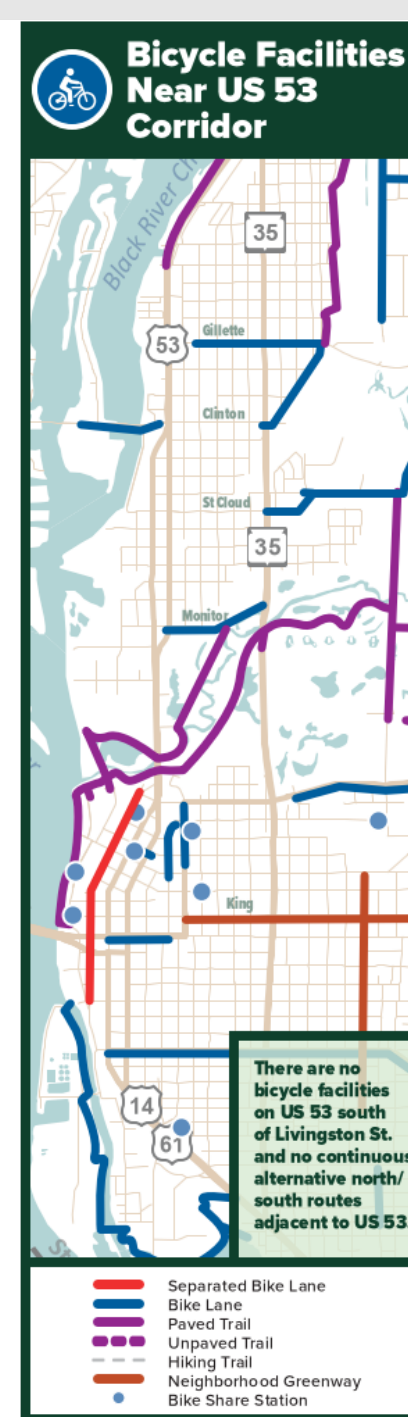 Bicycle Facilities
Near US 53
Corridor
Black River Ch
35
53
Gillette
Clinton
St Cloud
35
Monitor
King
14
61
There are no
bicycle facilities
on US 53 south
of Livingston St.
and no continuous
alternative north/
south routes
adjacent to US 53.
Separated Bike Lane
Bike Lane
Paved Trail
Unpaved Trail
Hiking Trail
Neighborhood Greenway
Bike Share Station